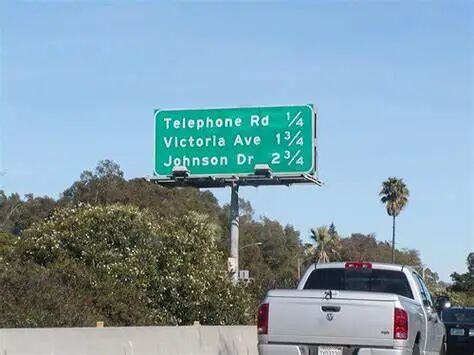 Telephone Rd 1/4
Victoria Ave 1 3/4
Johnson Dr 2 3/4